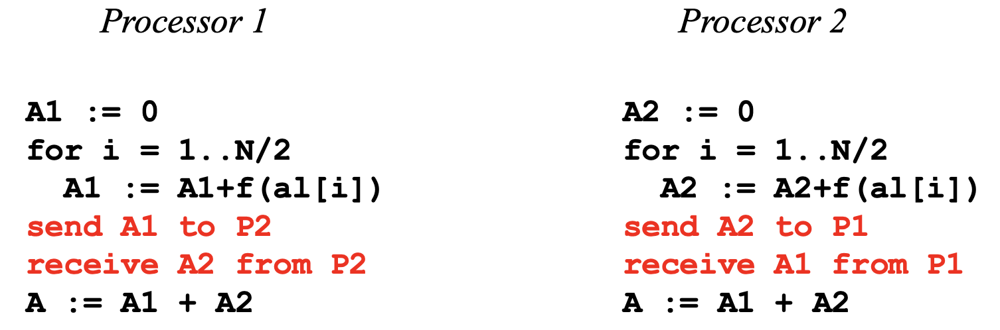 Processor 1
A1 := 0
for i = 1..N/2
A1 := A1+f(al[i])
send A1 to P2
receive A2 from P2
A := A1 + A2
Processor 2
A2 := 0
for i = 1..N/2
A2 := A2+f(al[i])
send A2 to P1
receive A1 from P1
A := A1 + A2